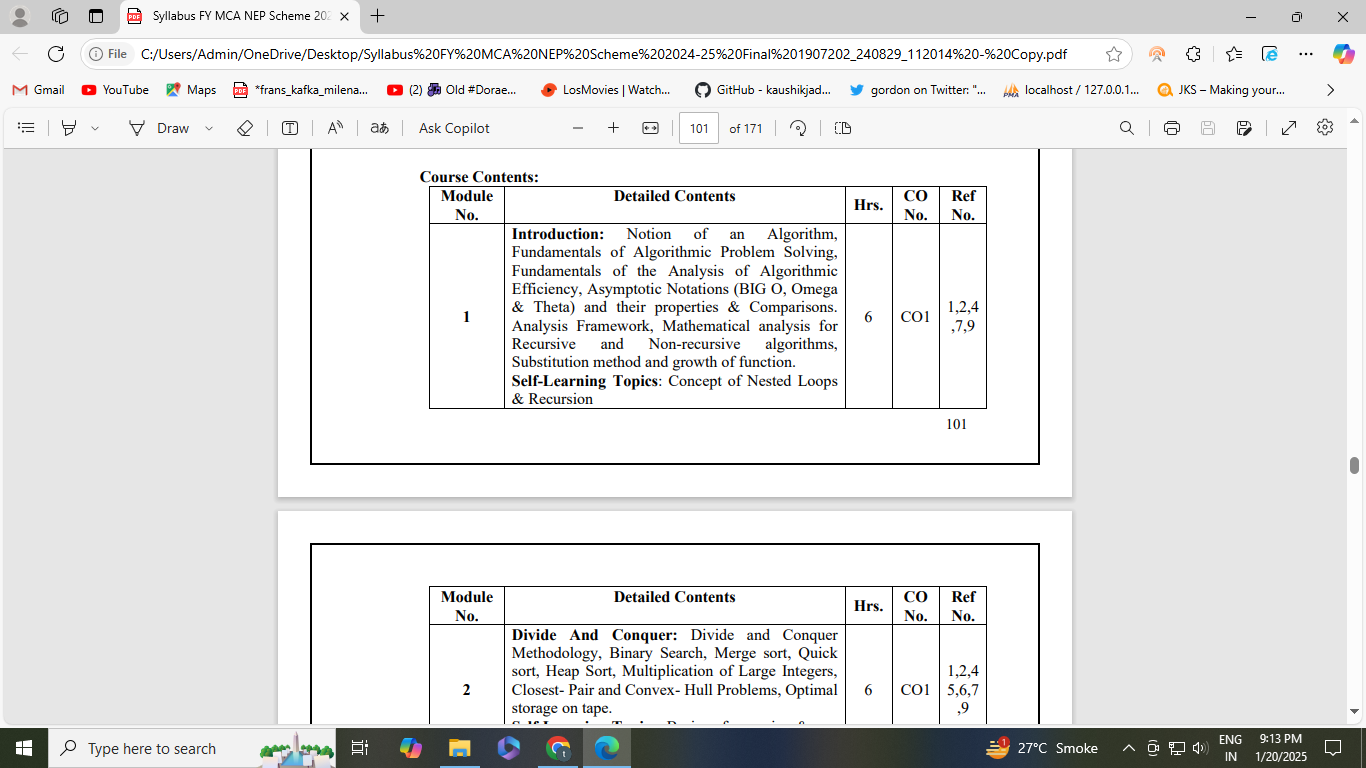 Syllabus FY MCA NEP Scheme 202
File C:/Users/Admin/OneDrive/Desktop/Syllabus%20FY%20MCA%20NEP%20Scheme%202024-25%20Final%201907202_240829_112014%20-%20Copy.pdf
Gmail YouTube Maps *frans_kafka_milena... (2) Old #Dorae... LosMovies | Watch... GitHub - kaushikjad... gordon on Twitter: "... localhost / 127.0.0.1... JKS – Making your...
Draw Ask Copilot 101 of 171
Course Contents:
Module No. Detailed Contents Hrs. CO No. Ref No.
Introduction: Notion of an Algorithm,
Fundamentals of Algorithmic Problem Solving,
Fundamentals of the Analysis of Algorithmic
Efficiency, Asymptotic Notations (BIG O, Omega
& Theta) and their properties & Comparisons.
Analysis Framework, Mathematical analysis for
Recursive and Non-recursive algorithms,
Substitution method and growth of function.
Self-Learning Topics: Concept of Nested Loops
& Recursion
1 6 CO1 1,2,4
,7,9
101
Module No. Detailed Contents Hrs. CO No. Ref No.
Divide And Conquer: Divide and Conquer
Methodology, Binary Search, Merge sort, Quick
sort, Heap Sort, Multiplication of Large Integers,
Closest- Pair and Convex- Hull Problems, Optimal
storage on tape.
2 6 CO1 1,2,4
5,6,7
,9
Type here to search
1 27°C Smoke
ENG
IN
9:13 PM
1/20/2025